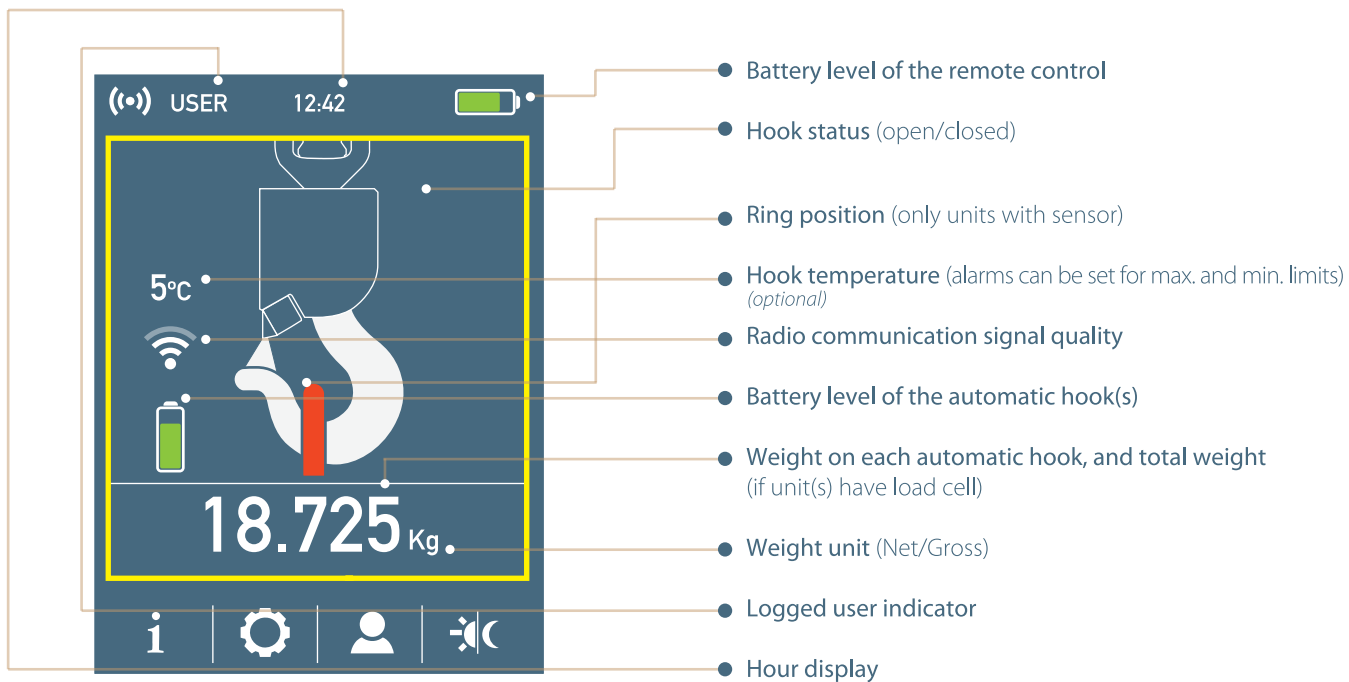 USER
12:42
5°C
18.725 Kg
i
Battery level of the remote control
Hook status (open/closed)
Ring position (only units with sensor)
Hook temperature (alarms can be set for max. and min. limits)
(optional)
Radio communication signal quality
Battery level of the automatic hook(s)
Weight on each automatic hook, and total weight
(if unit(s) have load cell)
Weight unit (Net/Gross)
Logged user indicator
Hour display